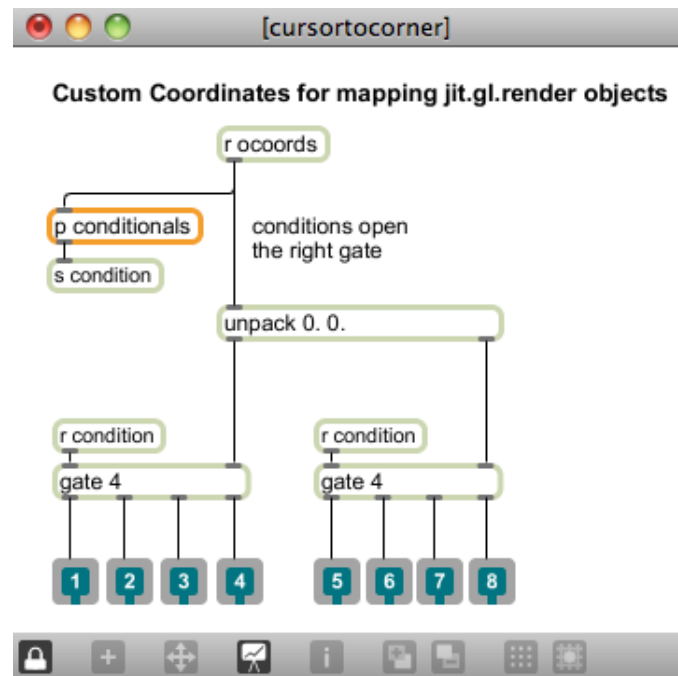 [cursortocorner]
Custom Coordinates for mapping jit.gl.render objects
r ocoords
p conditionals
conditions open
the right gate
s condition
unpack 0. 0.
r condition
r condition
gate 4
gate 4
1 2 3 4 5 6 7 8
i